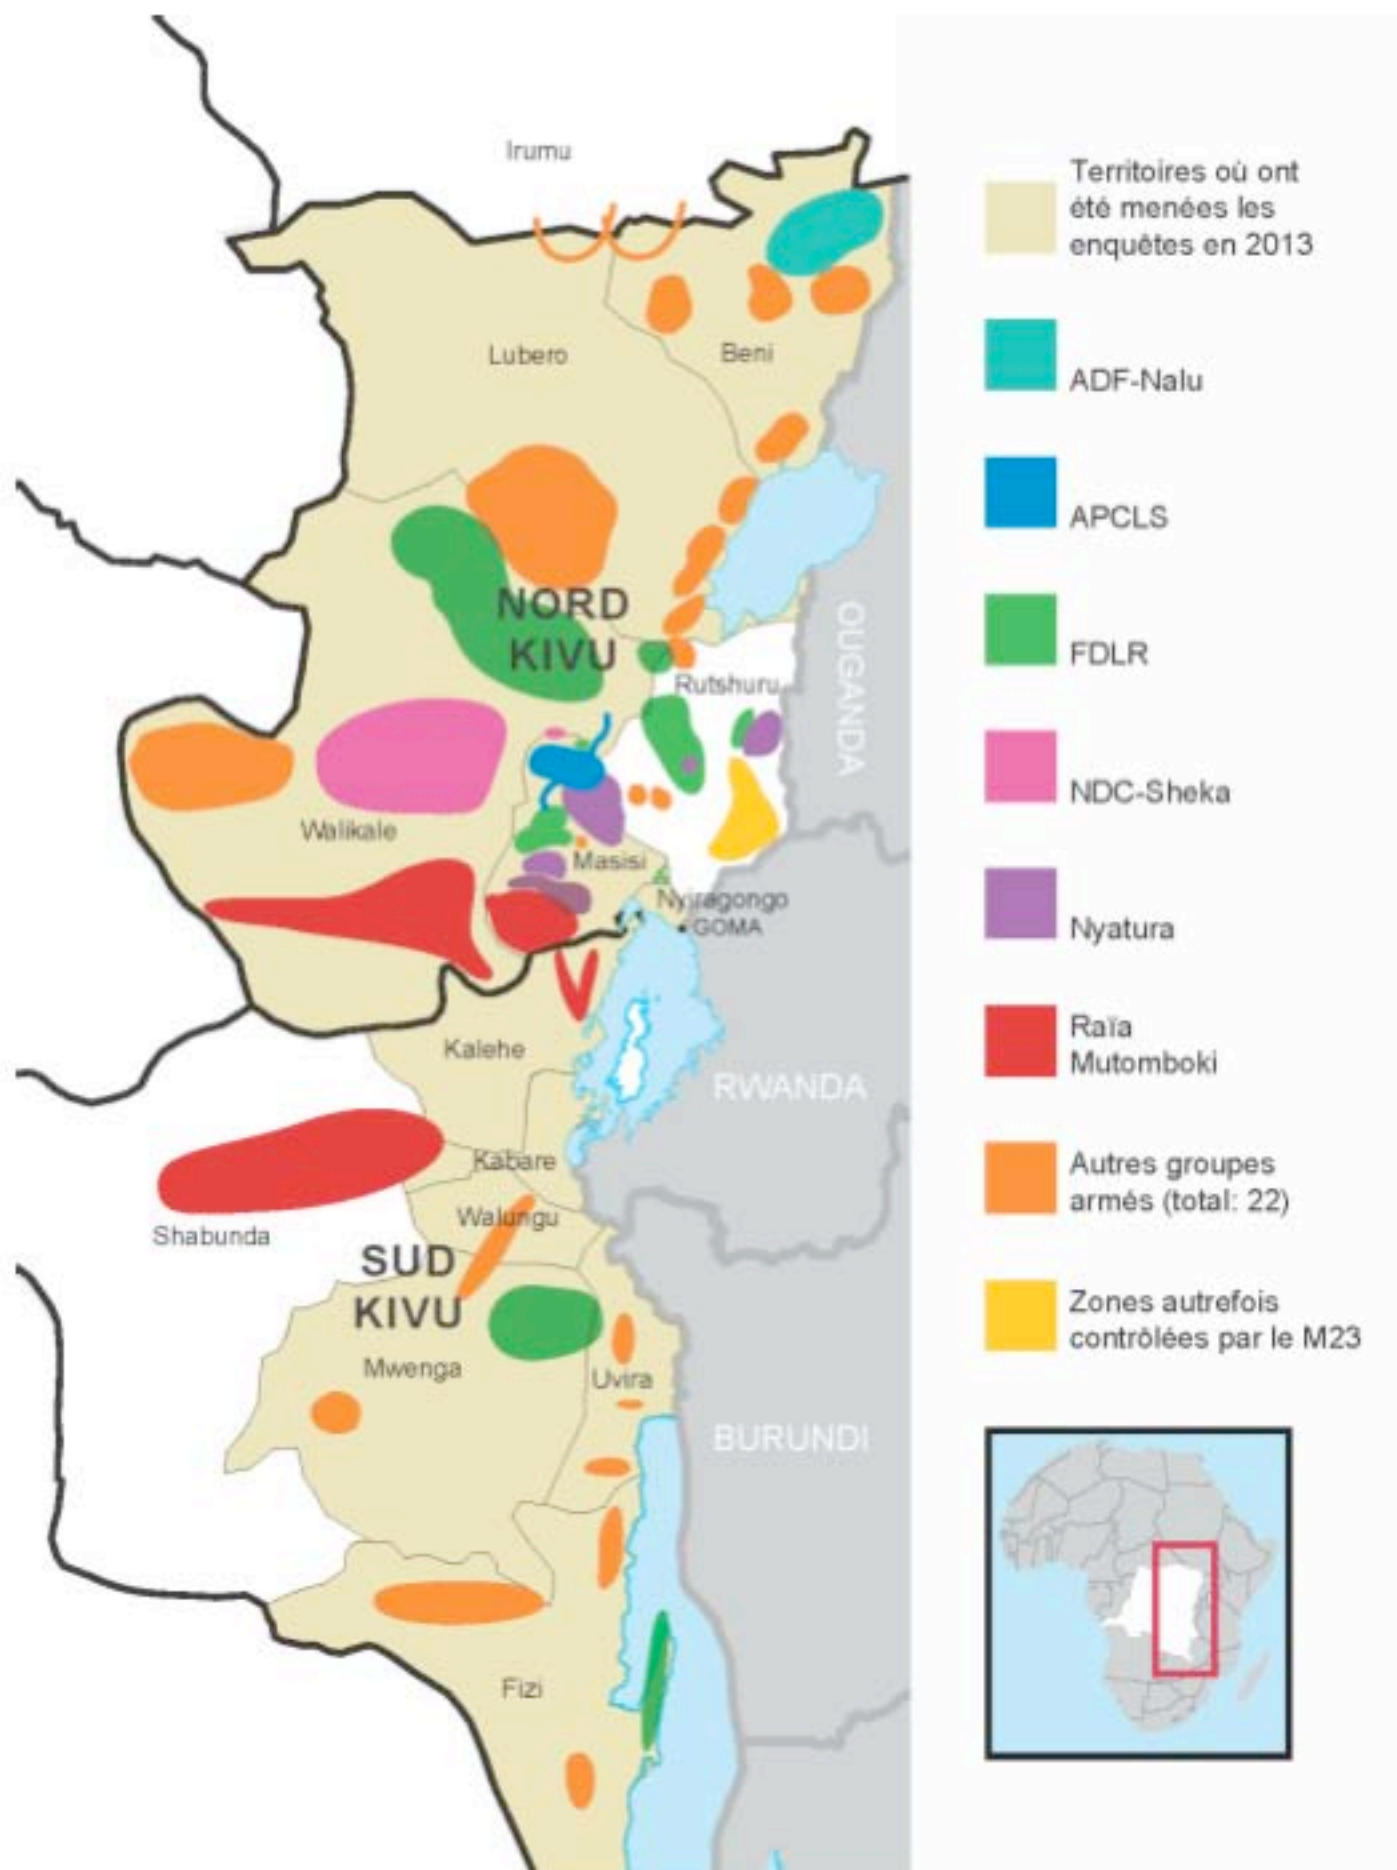 Irumu
Lubero
Beni
NORD
KIVU
Rutshuru
OUGANDA
Walikale
Masisi
Nyiragongo
GOMA
Kalehe
RWANDA
Kabare
Walungu
Shabunda
SUD
KIVU
Mwenga
Uvira
BURUNDI
Fizi
Territoires où ont
été menées les
enquêtes en 2013
ADF-Nalu
APCLS
FDLR
NDC-Sheka
Nyatura
Raïa
Mutomboki
Autres groupes
armés (total: 22)
Zones autrefois
contrôlées par le M23